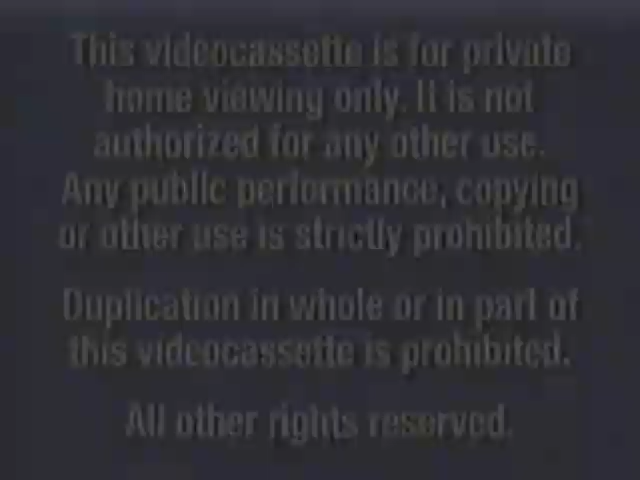 This videocassette is for private
home viewing only. It is not
authorized for any other use.
Any public performance, copying
or other use is strictly prohibited.
Duplication in whole or in part of
this videocassette is prohibited.
All other rights reserved.